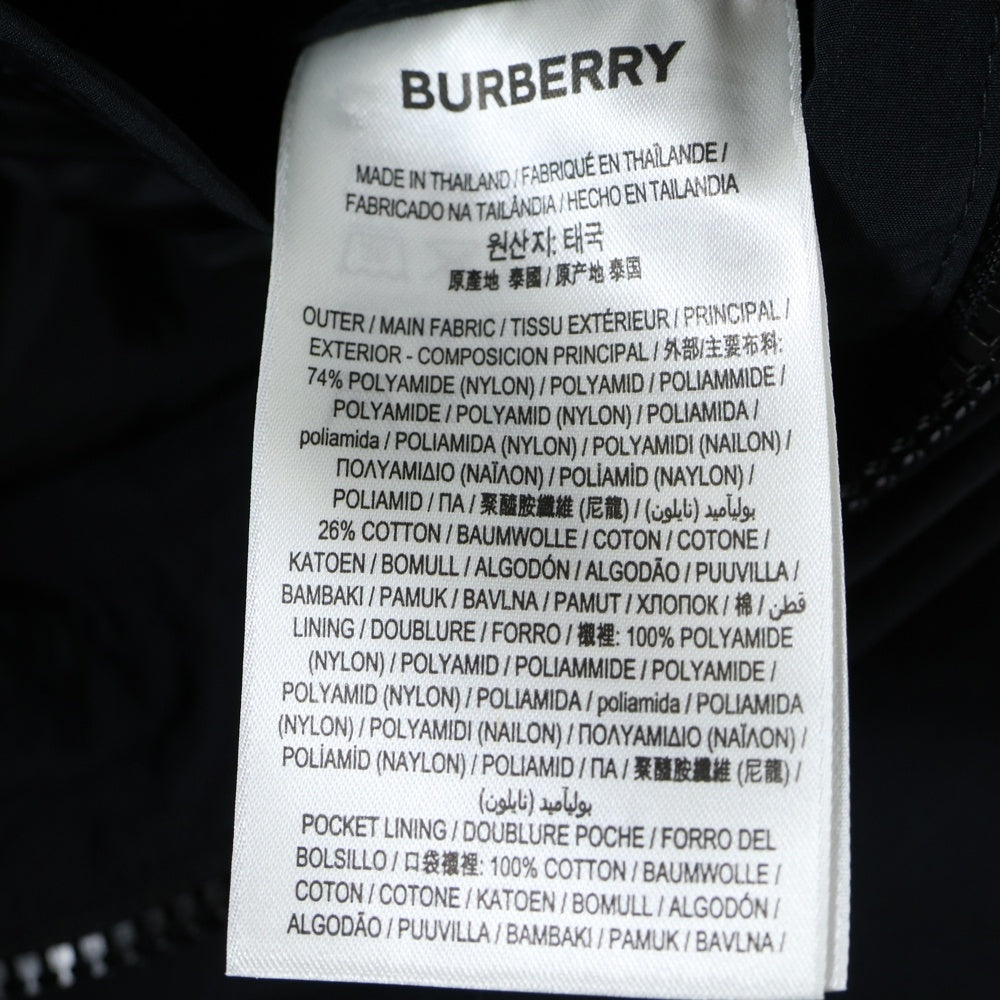 BURBERRY
MADE IN THAILAND / FABRIQUÉ EN THAÏLANDE /
FABRICADO NA TAILÂNDIA / HECHO EN TAILANDIA
원산지: 태국
原產地 泰國 / 原产地 泰国
OUTER / MAIN FABRIC / TISSU EXTÉRIEUR / PRINCIPAL /
EXTERIOR - COMPOSICION PRINCIPAL / 外部/主要布料:
74% POLYAMIDE (NYLON) / POLYAMID / POLIAMMIDE /
POLYAMIDE / POLYAMID (NYLON) / POLIAMIDA /
poliamida / POLIAMIDA (NYLON) / POLYAMIDI (NAILON) /
ΠΟΛΥΑΜΙΔΙΟ (ΝΑΪΛΟΝ) / POLİAMİD (NAYLON) /
POLIAMID / ПА / 聚醯胺纖維 (尼龍) / بوليآميد (نايلون)
26% COTTON / BAUMWOLLE / COTON / COTONE /
KATOEN / BOMULL / ALGODÓN / ALGODÃO / PUUVILLA /
BAMBAKI / PAMUK / BAVLNA / PAMUT / ХЛОПОК / 棉 / قطن
LINING / DOUBLURE / FORRO / 襯裡: 100% POLYAMIDE
(NYLON) / POLYAMID / POLIAMMIDE / POLYAMIDE /
POLYAMID (NYLON) / POLIAMIDA / poliamida / POLIAMIDA
(NYLON) / POLYAMIDI (NAILON) / ΠΟΛΥΑΜΙΔΙΟ (ΝΑΪΛΟΝ) /
POLİAMİD (NAYLON) / POLIAMID / ПА / 聚醯胺纖維 (尼龍) /
بوليآميد (نايلون)
POCKET LINING / DOUBLURE POCHE / FORRO DEL
BOLSILLO / 口袋襯裡: 100% COTTON / BAUMWOLLE /
COTON / COTONE / KATOEN / BOMULL / ALGODÓN /
ALGODÃO / PUUVILLA / BAMBAKI / PAMUK / BAVLNA /